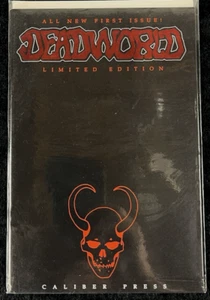 ALL NEW FIRST ISSUE!
DEADWORLD
LIMITED EDITION
CALIBER PRESS